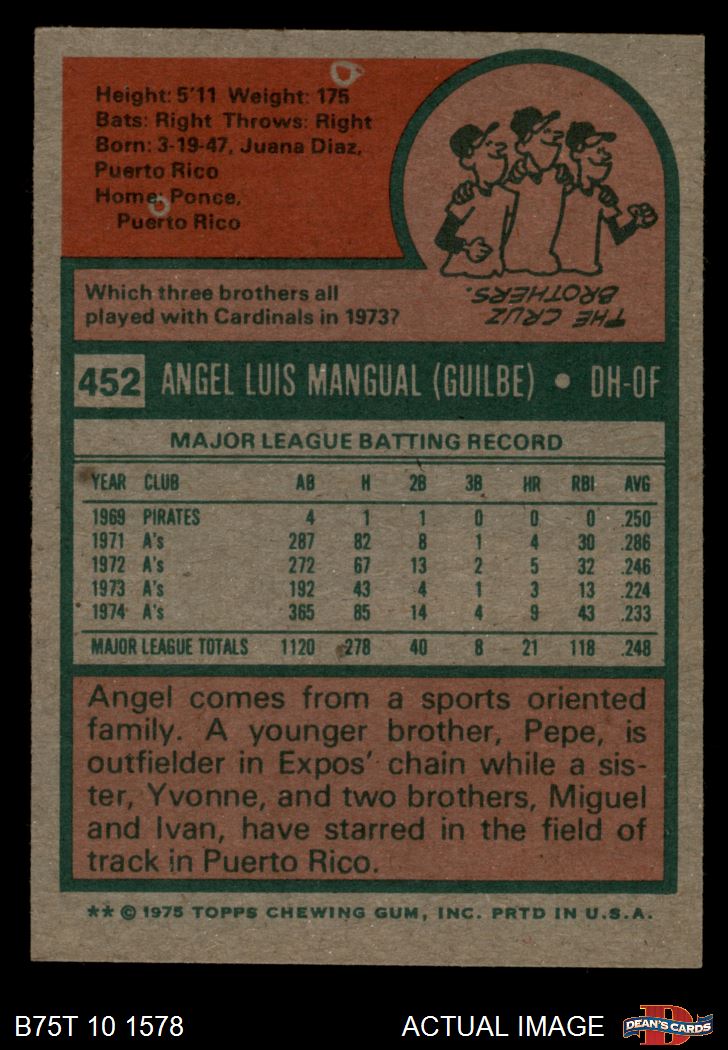 Height: 5'11 Weight: 175
Bats: Right Throws: Right
Born: 3-19-47, Juana Diaz,
Puerto Rico
Home: Ponce,
Puerto Rico
THE CRUZ
BROTHERS.
Which three brothers all
played with Cardinals in 1973?
452 ANGEL LUIS MANGUAL (GUILBE) • DH-OF
MAJOR LEAGUE BATTING RECORD
YEAR CLUB AB H 2B 3B HR RBI AVG
1969 PIRATES 4 1 1 0 0 0 .250
1971 A's 287 82 8 1 4 30 .286
1972 A's 272 67 13 2 5 32 .246
1973 A's 192 43 4 1 3 13 .224
1974 A's 365 85 14 4 9 43 .233
MAJOR LEAGUE TOTALS 1120 278 40 8 21 118 .248
Angel comes from a sports oriented
family. A younger brother, Pepe, is
outfielder in Expos' chain while a sis-
ter, Yvonne, and two brothers, Miguel
and Ivan, have starred in the field of
track in Puerto Rico.
** © 1975 TOPPS CHEWING GUM, INC. PRTD IN U.S.A.
B75T 10 1578 ACTUAL IMAGE
D
DEAN'S CARDS